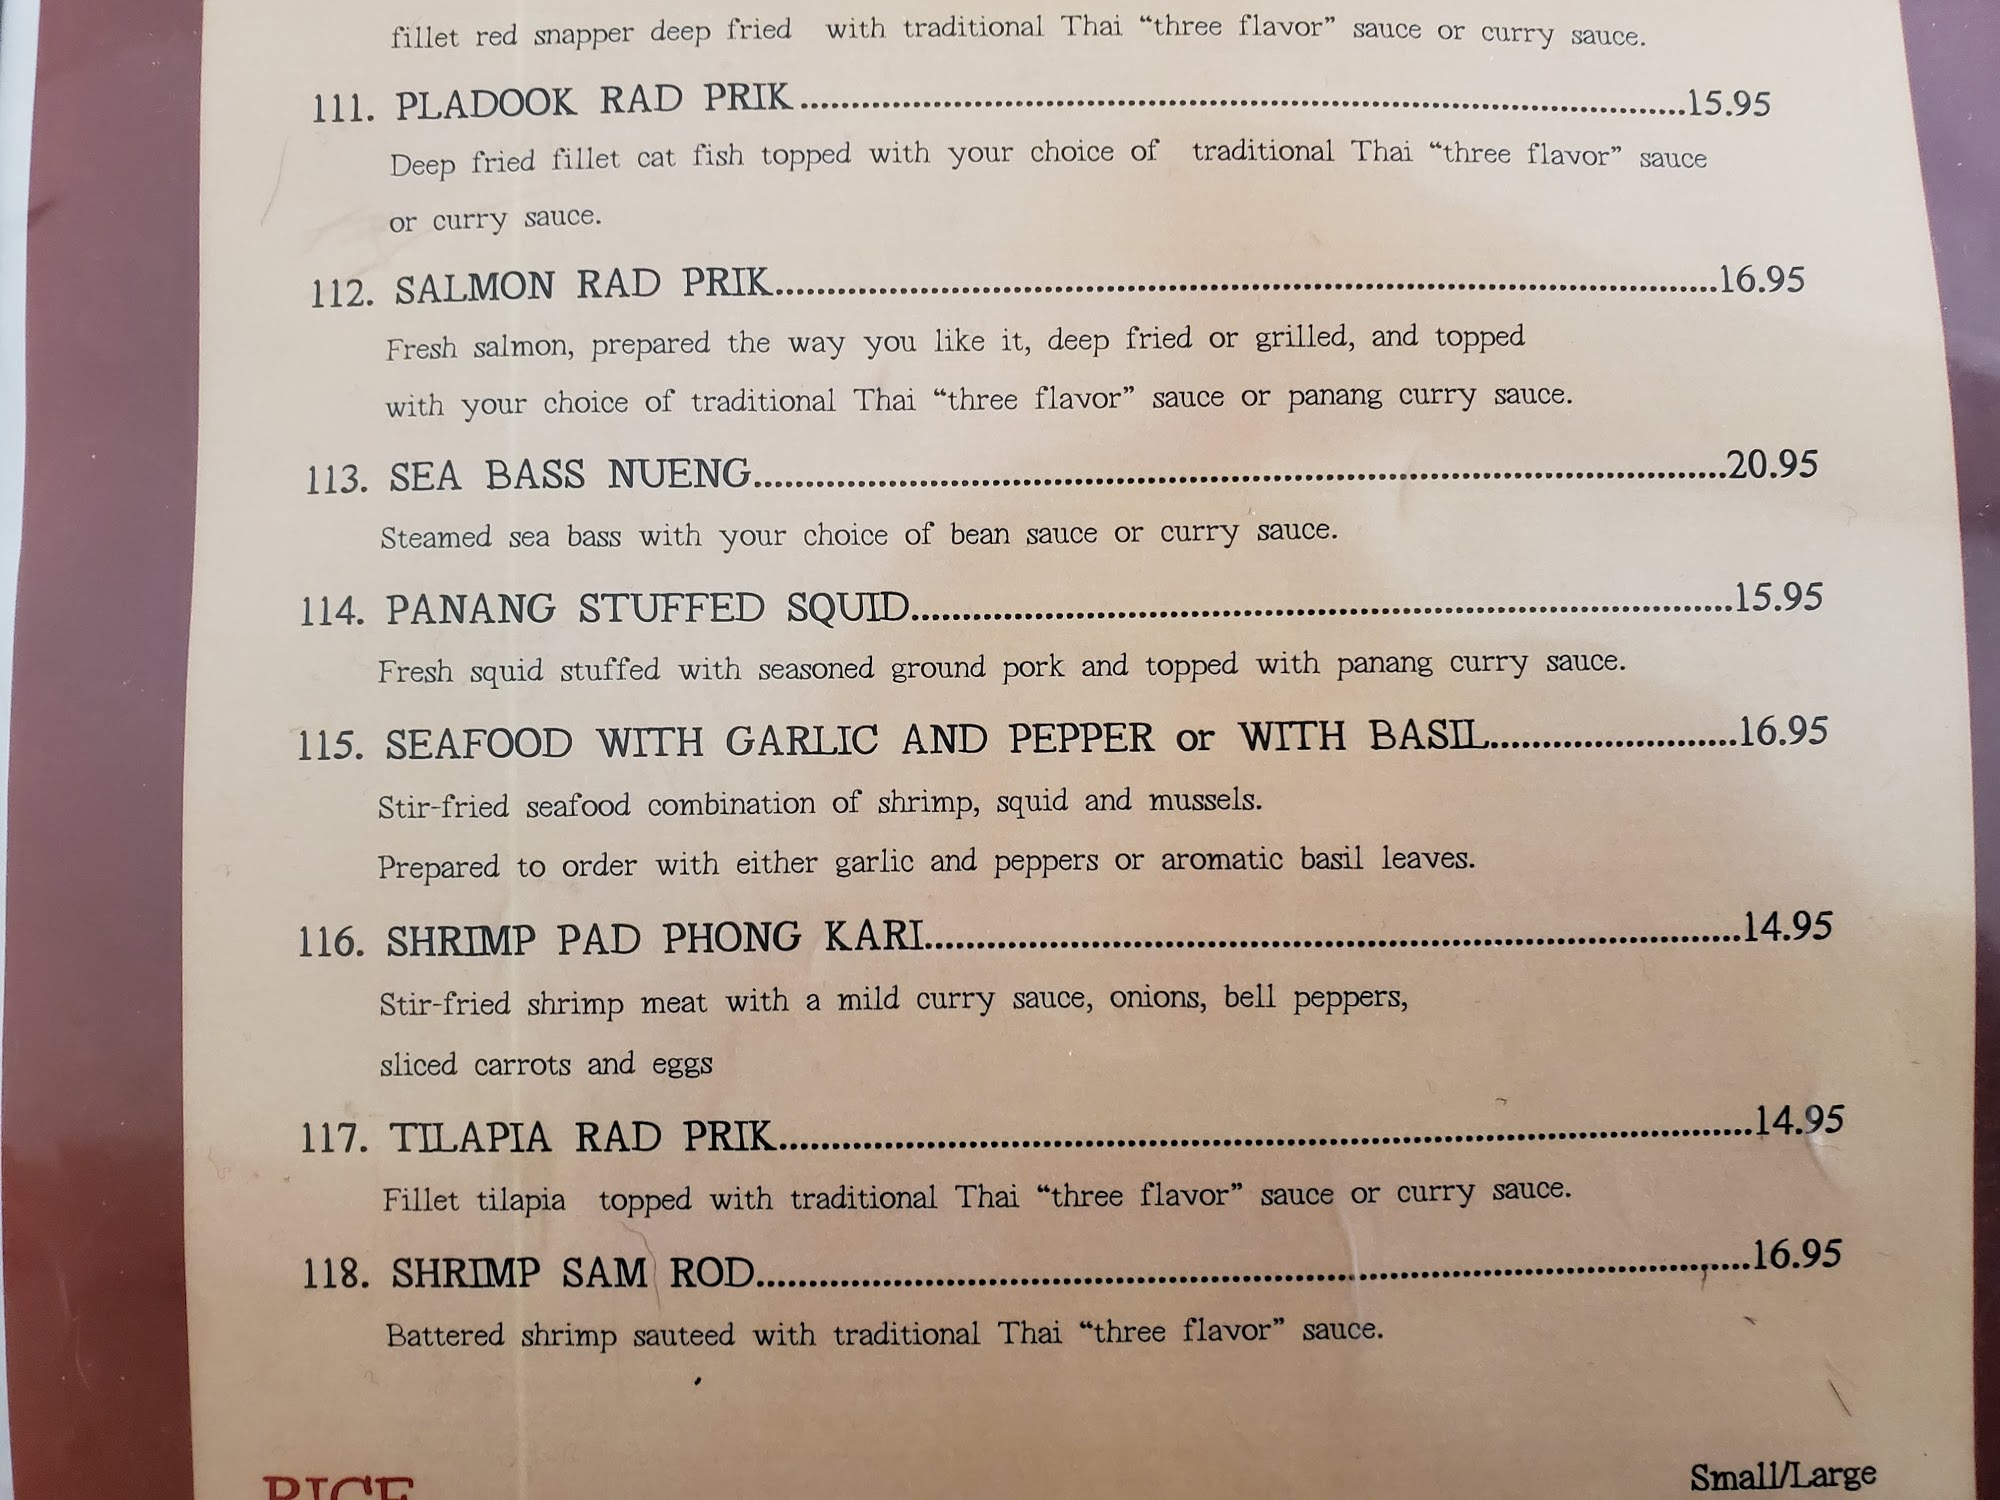 fillet red snapper deep fried with traditional Thai “three flavor” sauce or curry sauce.
111. PLADOOK RAD PRIK......................................................................................15.95
Deep fried fillet cat fish topped with your choice of traditional Thai “three flavor” sauce
or curry sauce.
112. SALMON RAD PRIK...........................................................................................16.95
Fresh salmon, prepared the way you like it, deep fried or grilled, and topped
with your choice of traditional Thai “three flavor” sauce or panang curry sauce.
113. SEA BASS NUENG..............................................................................................20.95
Steamed sea bass with your choice of bean sauce or curry sauce.
114. PANANG STUFFED SQUID................................................................................15.95
Fresh squid stuffed with seasoned ground pork and topped with panang curry sauce.
115. SEAFOOD WITH GARLIC AND PEPPER or WITH BASIL........................16.95
Stir-fried seafood combination of shrimp, squid and mussels.
Prepared to order with either garlic and peppers or aromatic basil leaves.
116. SHRIMP PAD PHONG KARI...............................................................................14.95
Stir-fried shrimp meat with a mild curry sauce, onions, bell peppers,
sliced carrots and eggs
117. TILAPIA RAD PRIK..............................................................................................14.95
Fillet tilapia topped with traditional Thai “three flavor” sauce or curry sauce.
118. SHRIMP SAM ROD................................................................................................16.95
Battered shrimp sauteed with traditional Thai “three flavor” sauce.
RICE
Small/Large